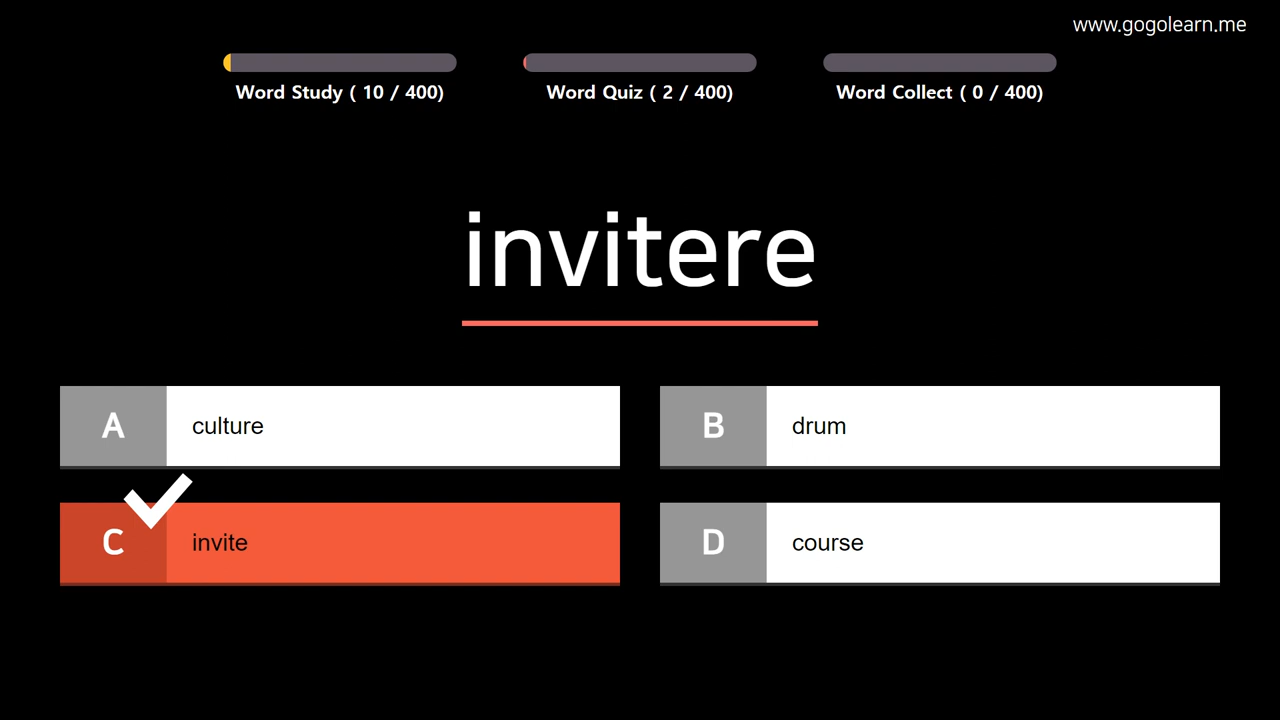 www.gogolearn.me
Word Study ( 10 / 400)
Word Quiz ( 2 / 400)
Word Collect ( 0 / 400)
invitere
A culture
B drum
C invite
D course